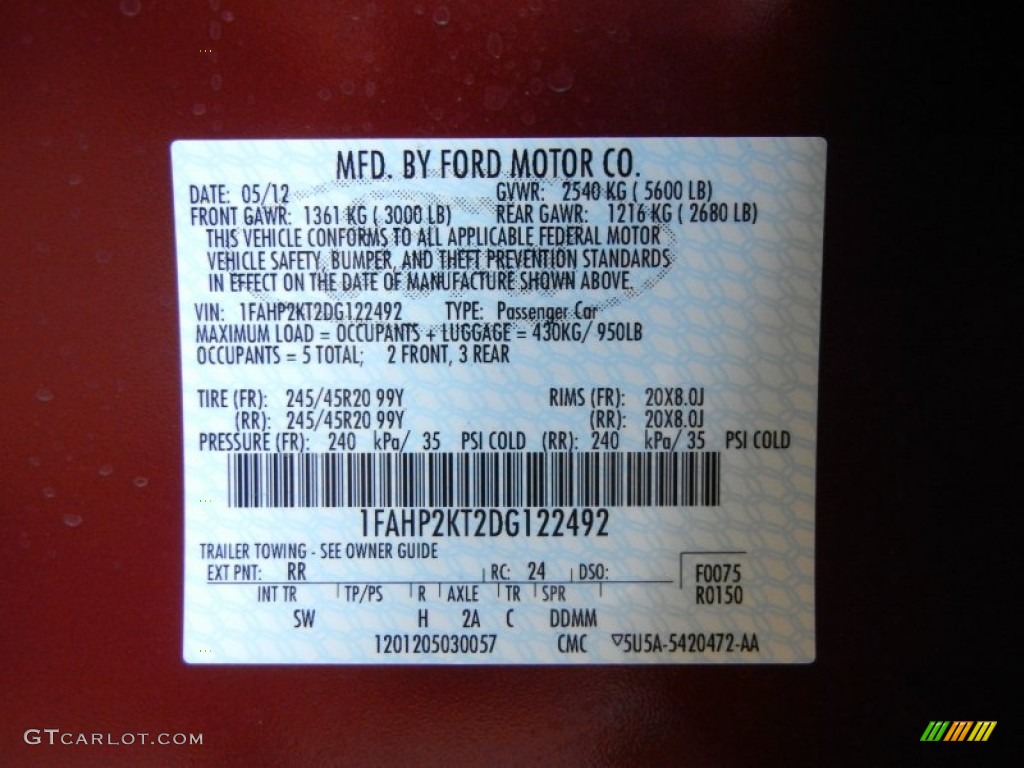 MFD. BY FORD MOTOR CO.
DATE: 05/12 GVWR: 2540 KG ( 5600 LB)
FRONT GAWR: 1361 KG ( 3000 LB) REAR GAWR: 1216 KG ( 2680 LB)
THIS VEHICLE CONFORMS TO ALL APPLICABLE FEDERAL MOTOR
VEHICLE SAFETY, BUMPER, AND THEFT PREVENTION STANDARDS
IN EFFECT ON THE DATE OF MANUFACTURE SHOWN ABOVE.
VIN: 1FAHP2KT2DG122492 TYPE: Passenger Car
MAXIMUM LOAD = OCCUPANTS + LUGGAGE = 430KG/ 950LB
OCCUPANTS = 5 TOTAL; 2 FRONT, 3 REAR
TIRE (FR): 245/45R20 99Y RIMS (FR): 20X8.0J
(RR): 245/45R20 99Y (RR): 20X8.0J
PRESSURE (FR): 240 kPa/ 35 PSI COLD (RR): 240 kPa/ 35 PSI COLD
1FAHP2KT2DG122492
TRAILER TOWING - SEE OWNER GUIDE
EXT PNT: RR RC: 24 DSO: F0075
INT TR TP/PS R AXLE TR SPR R0150
SW H 2A C DDMM
1201205030057 CMC ▽5U5A-5420472-AA
GTCARLOT.COM